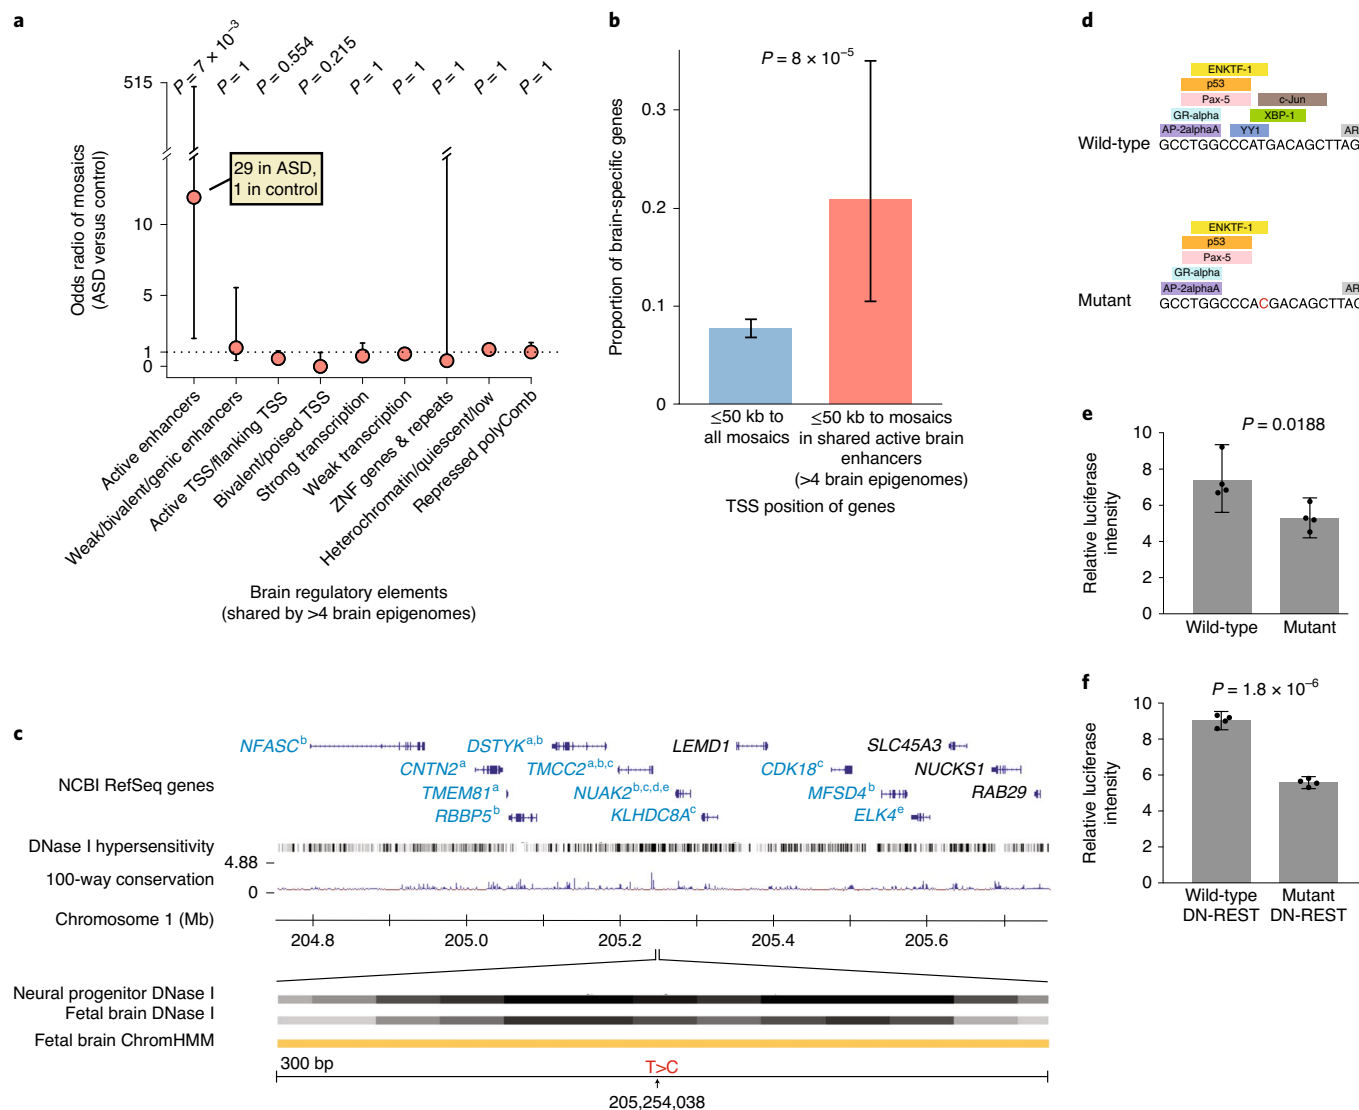 a
P = 7 × 10–3
P = 1
P = 0.554
P = 0.215
P = 1
P = 1
P = 1
P = 1
P = 1
Odds radio of mosaics
(ASD versus control)
515
10
5
1
0
29 in ASD,
1 in control
Active enhancers
Weak/bivalent/genic enhancers
Active TSS/flanking TSS
Bivalent/poised TSS
Strong transcription
Weak transcription
ZNF genes & repeats
Heterochromatin/quiescent/low
Repressed polyComb
Brain regulatory elements
(shared by >4 brain epigenomes)
b
P = 8 × 10–5
Proportion of brain-specific genes
0.3
0.2
0.1
0
≤50 kb to
all mosaics
≤50 kb to mosaics
in shared active brain
enhancers
(>4 brain epigenomes)
TSS position of genes
c
NCBI RefSeq genes
NFASCb
DSTYKa,b
LEMD1
SLC45A3
CNTN2a
TMCC2a,b,c
CDK18c
NUCKS1
TMEM81a
NUAK2b,c,d,e
MFSD4b
RAB29
RBBP5b
KLHDC8Ac
ELK4e
DNase I hypersensitivity
4.88
100-way conservation
0
Chromosome 1 (Mb)
204.8
205.0
205.2
205.4
205.6
Neural progenitor DNase I
Fetal brain DNase I
Fetal brain ChromHMM
300 bp
T>C
205,254,038
d
ENKTF-1
p53
Pax-5
c-Jun
GR-alpha
XBP-1
AP-2alphaA
YY1
AR
Wild-type
GCCTGGCCCATGACAGCTTAG
ENKTF-1
p53
Pax-5
GR-alpha
AP-2alphaA
AR
Mutant
GCCTGGCCCACGACAGCTTAG
e
P = 0.0188
Relative luciferase
intensity
10
8
6
4
2
0
Wild-type
Mutant
f
P = 1.8 × 10–6
Relative luciferase
intensity
10
8
6
4
2
0
Wild-type
DN-REST
Mutant
DN-REST